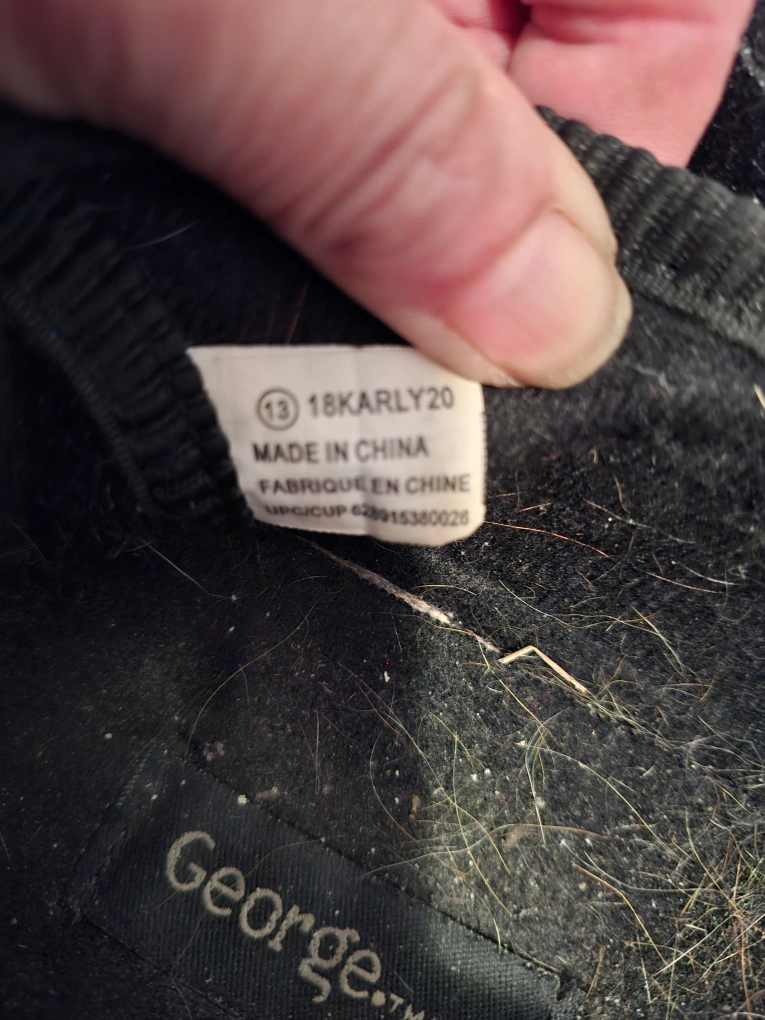 ⑬ 18KARLY20
MADE IN CHINA
FABRIQUE EN CHINE
UPC/CUP 628915380026
George.™